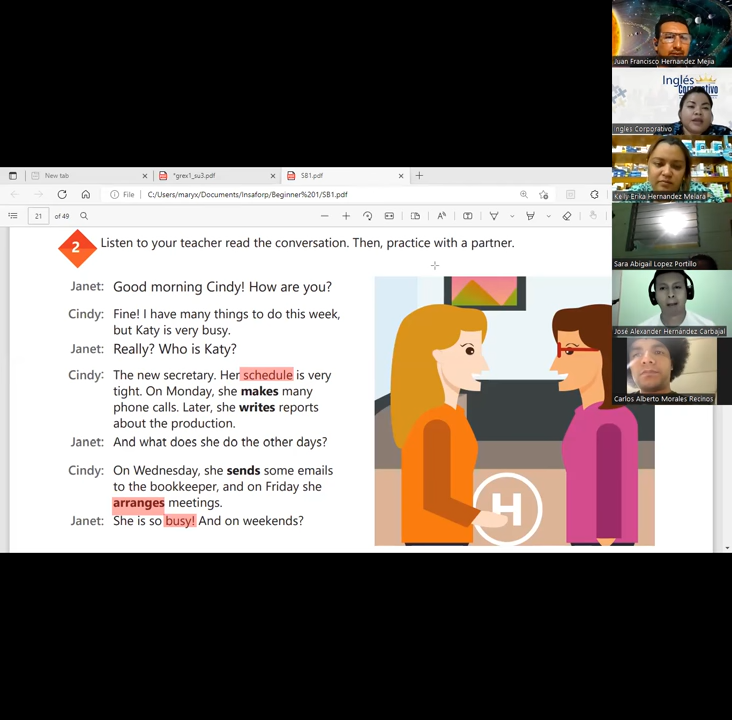 Juan Francisco Hernandez Mejia
Inglés
Corporativo
Ingles Corporativo
Kelly Erika Hernandez Melara
Sara Abigail Lopez Portillo
José Alexander Hernández Carbajal
Carlos Alberto Morales Recinos
New tab
*grex1_su3.pdf
SB1.pdf
File
C:/Users/maryx/Documents/Insaforp/Beginner%201/SB1.pdf
21 of 49
2 Listen to your teacher read the conversation. Then, practice with a partner.
Janet: Good morning Cindy! How are you?
Cindy: Fine! I have many things to do this week,
but Katy is very busy.
Janet: Really? Who is Katy?
Cindy: The new secretary. Her schedule is very
tight. On Monday, she makes many
phone calls. Later, she writes reports
about the production.
Janet: And what does she do the other days?
Cindy: On Wednesday, she sends some emails
to the bookkeeper, and on Friday she
arranges meetings.
Janet: She is so busy! And on weekends?
H